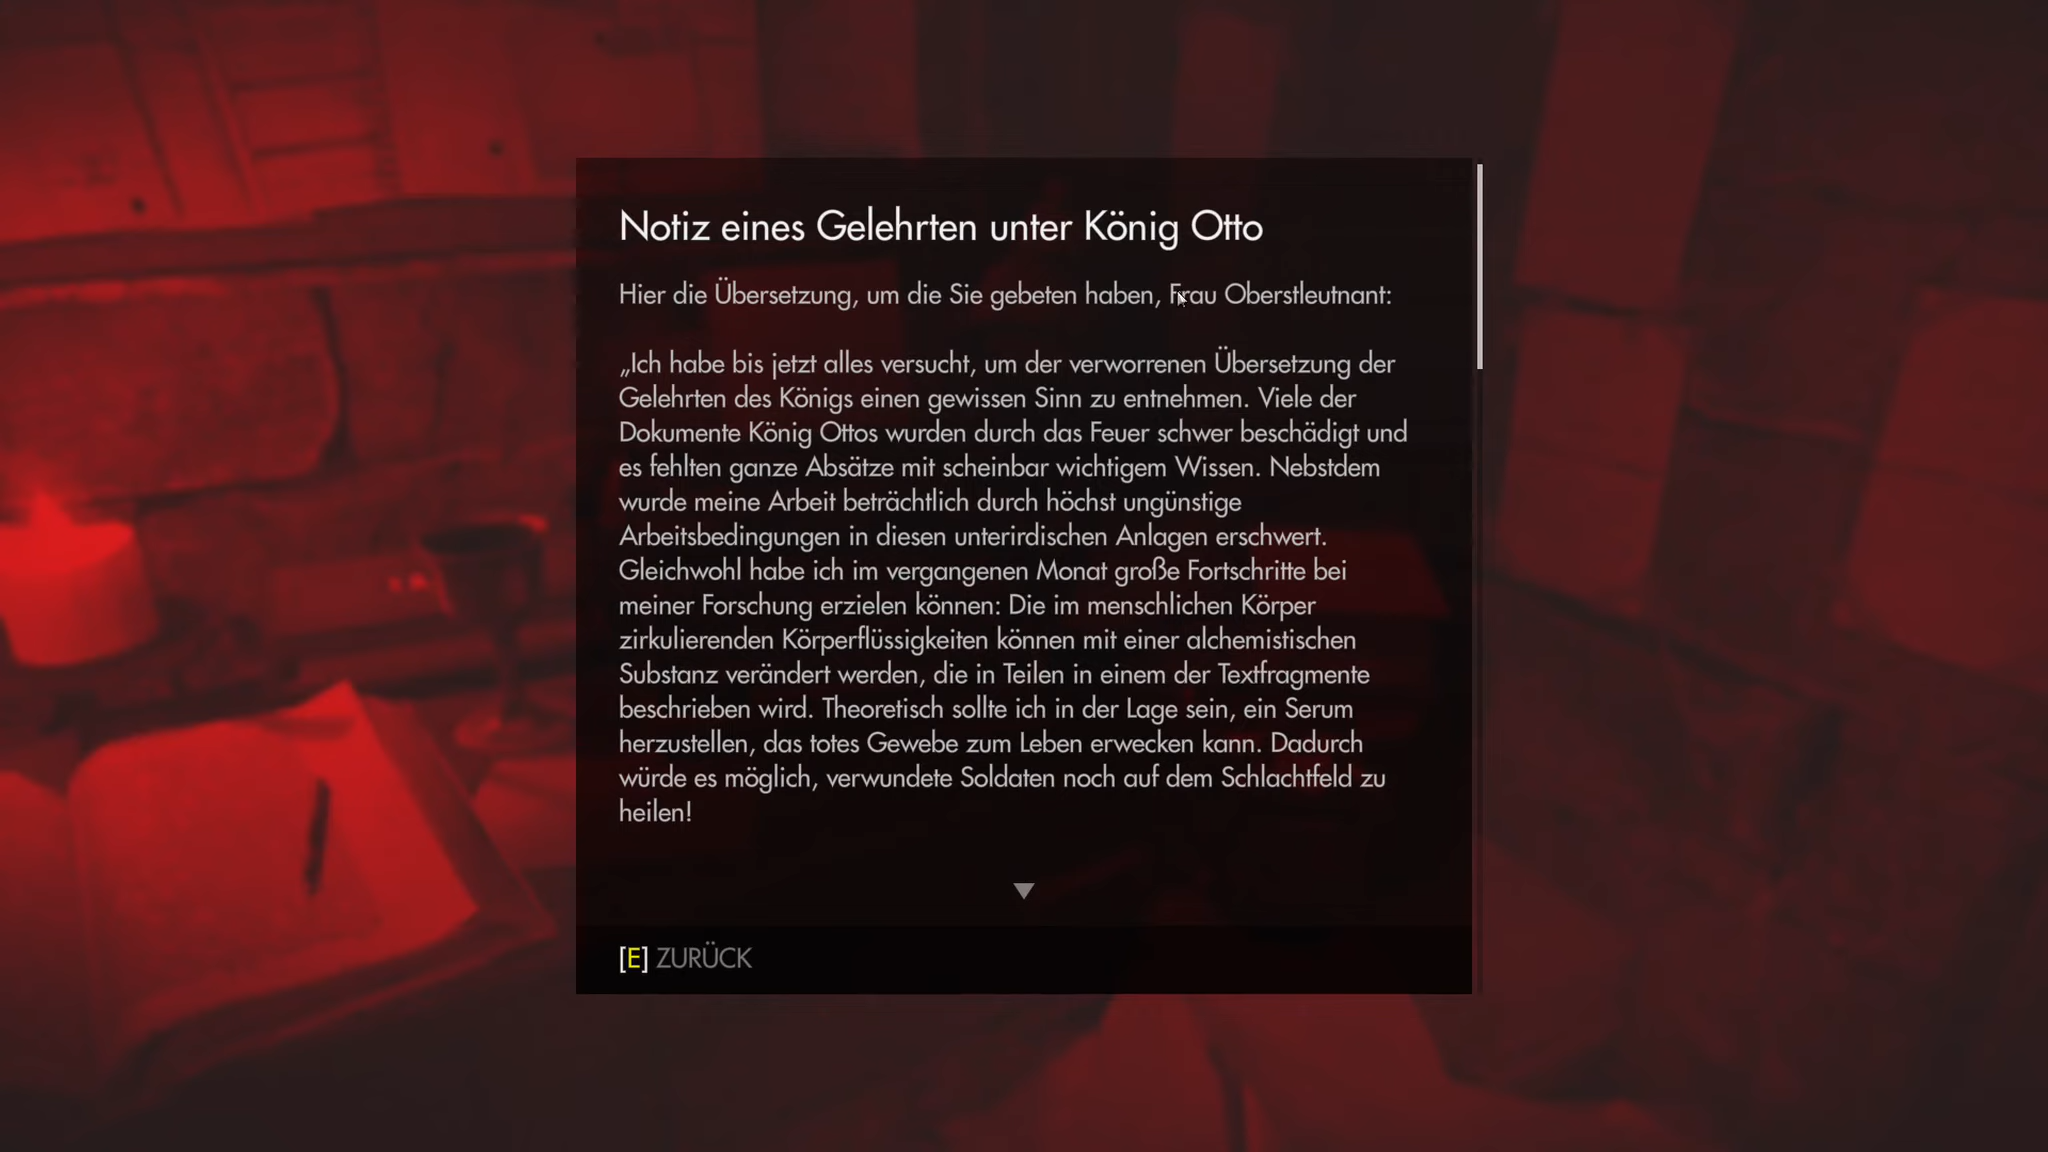 Notiz eines Gelehrten unter König Otto
Hier die Übersetzung, um die Sie gebeten haben, Frau Oberstleutnant:
„Ich habe bis jetzt alles versucht, um der verworrenen Übersetzung der
Gelehrten des Königs einen gewissen Sinn zu entnehmen. Viele der
Dokumente König Ottos wurden durch das Feuer schwer beschädigt und
es fehlten ganze Absätze mit scheinbar wichtigem Wissen. Nebstdem
wurde meine Arbeit beträchtlich durch höchst ungünstige
Arbeitsbedingungen in diesen unterirdischen Anlagen erschwert.
Gleichwohl habe ich im vergangenen Monat große Fortschritte bei
meiner Forschung erzielen können: Die im menschlichen Körper
zirkulierenden Körperflüssigkeiten können mit einer alchemistischen
Substanz verändert werden, die in Teilen in einem der Textfragmente
beschrieben wird. Theoretisch sollte ich in der Lage sein, ein Serum
herzustellen, das totes Gewebe zum Leben erwecken kann. Dadurch
würde es möglich, verwundete Soldaten noch auf dem Schlachtfeld zu
heilen!
[E] ZURÜCK